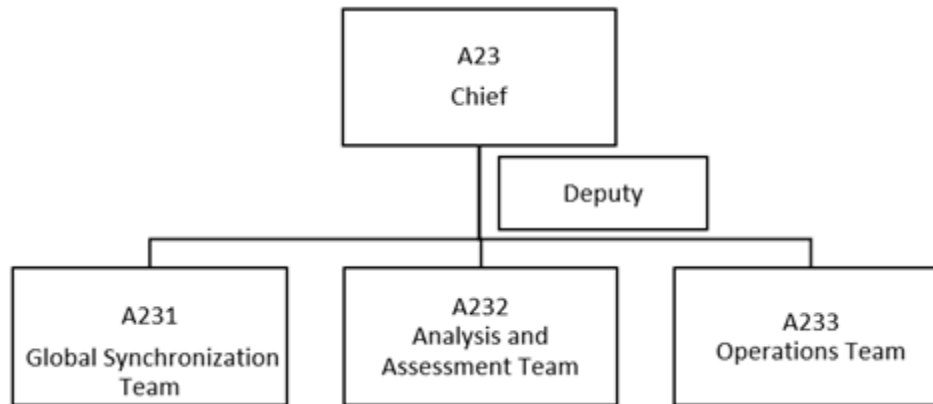 A23
Chief
Deputy
A231
Global Synchronization
Team
A232
Analysis and
Assessment Team
A233
Operations Team